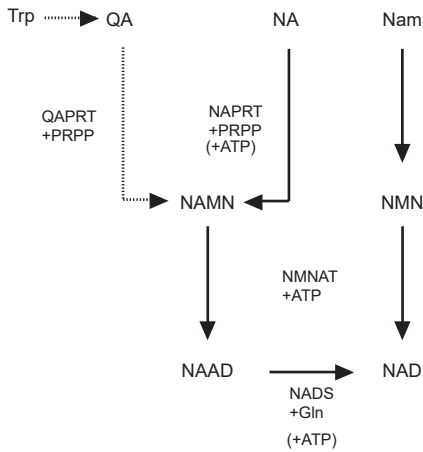 Trp QA NA Nam
QAPRT
+PRPP
NAPRT
+PRPP
(+ATP)
NAMN NMN
NMNAT
+ATP
NAAD NAD
NADS
+Gln
(+ATP)